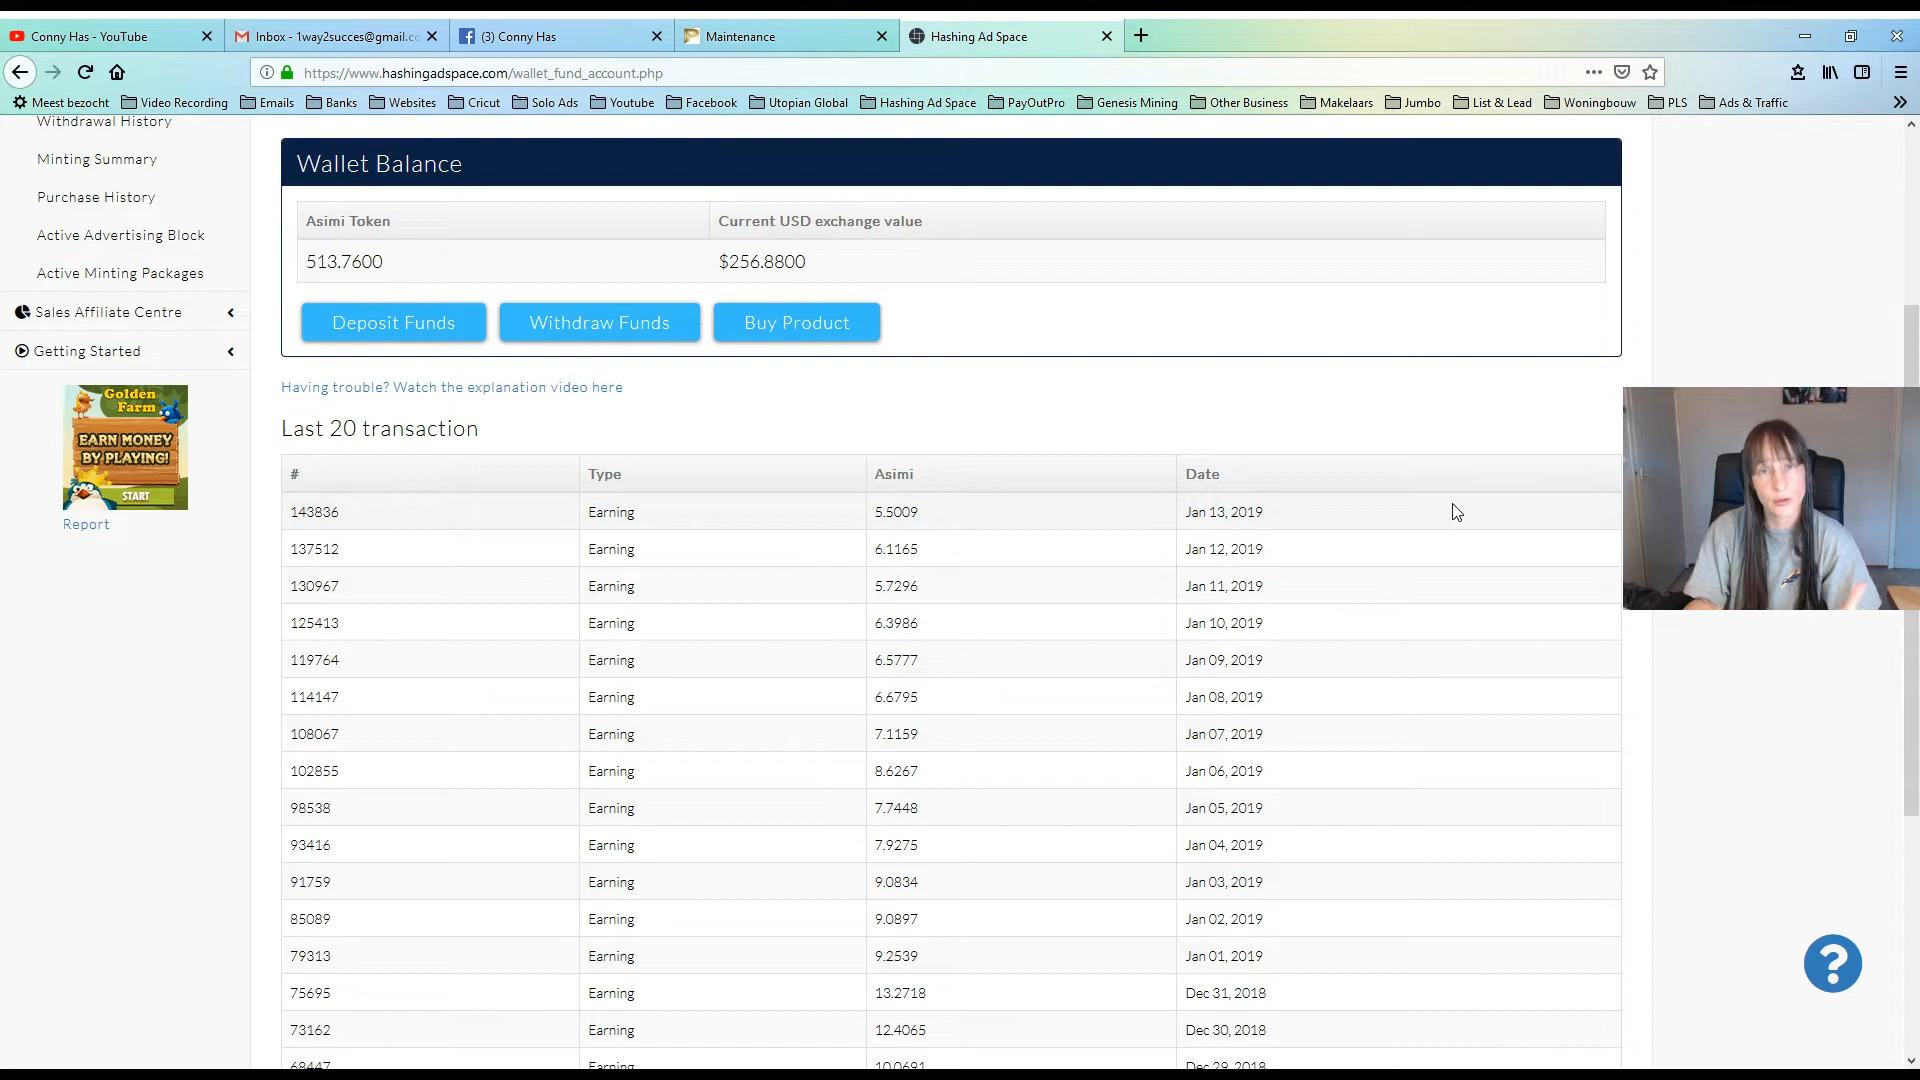 Conny Has - YouTube
Inbox - 1way2succes@gmail.co
(3) Conny Has
Maintenance
Hashing Ad Space
https://www.hashingadspace.com/wallet_fund_account.php
Meest bezocht Video Recording Emails Banks Websites Cricut Solo Ads Youtube Facebook Utopian Global Hashing Ad Space PayOutPro Genesis Mining Other Business Makelaars Jumbo List & Lead Woningbouw PLS Ads & Traffic
Withdrawal History
Minting Summary
Purchase History
Active Advertising Block
Active Minting Packages
Sales Affiliate Centre
Getting Started
Golden
Farm
EARN MONEY
BY PLAYING!
START
Report
Wallet Balance
Asimi Token Current USD exchange value
513.7600 $256.8800
Deposit Funds Withdraw Funds Buy Product
Having trouble? Watch the explanation video here
Last 20 transaction
# Type Asimi Date
143836 Earning 5.5009 Jan 13, 2019
137512 Earning 6.1165 Jan 12, 2019
130967 Earning 5.7296 Jan 11, 2019
125413 Earning 6.3986 Jan 10, 2019
119764 Earning 6.5777 Jan 09, 2019
114147 Earning 6.6795 Jan 08, 2019
108067 Earning 7.1159 Jan 07, 2019
102855 Earning 8.6267 Jan 06, 2019
98538 Earning 7.7448 Jan 05, 2019
93416 Earning 7.9275 Jan 04, 2019
91759 Earning 9.0834 Jan 03, 2019
85089 Earning 9.0897 Jan 02, 2019
79313 Earning 9.2539 Jan 01, 2019
75695 Earning 13.2718 Dec 31, 2018
73162 Earning 12.4065 Dec 30, 2018
68447 Earning 10.0691 Dec 29, 2018
?